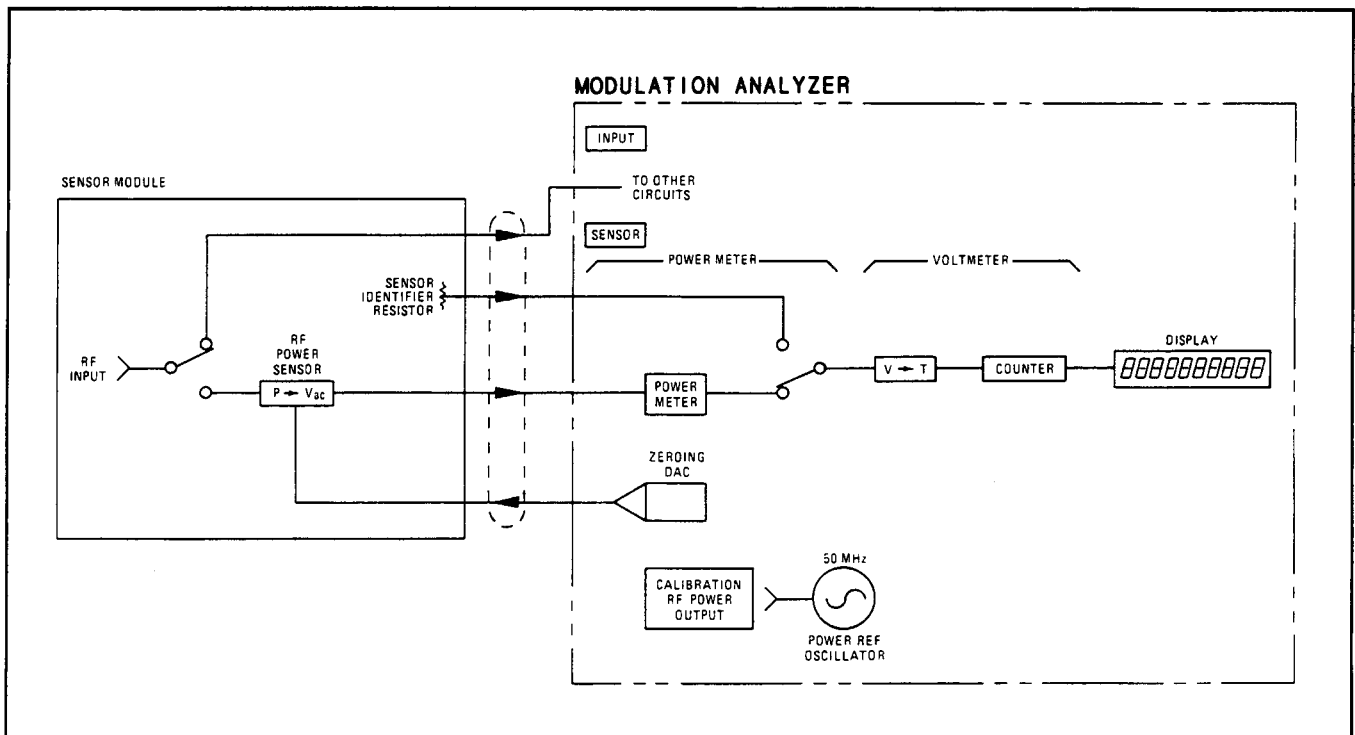 MODULATION ANALYZER
INPUT
SENSOR MODULE
TO OTHER
CIRCUITS
SENSOR
POWER METER
VOLTMETER
SENSOR
IDENTIFIER
RESISTOR
RF
POWER
SENSOR
RF
INPUT
P → Vac
POWER
METER
V → T
COUNTER
DISPLAY
8888888888
ZEROING
DAC
50 MHz
CALIBRATION
RF POWER
OUTPUT
POWER REF
OSCILLATOR